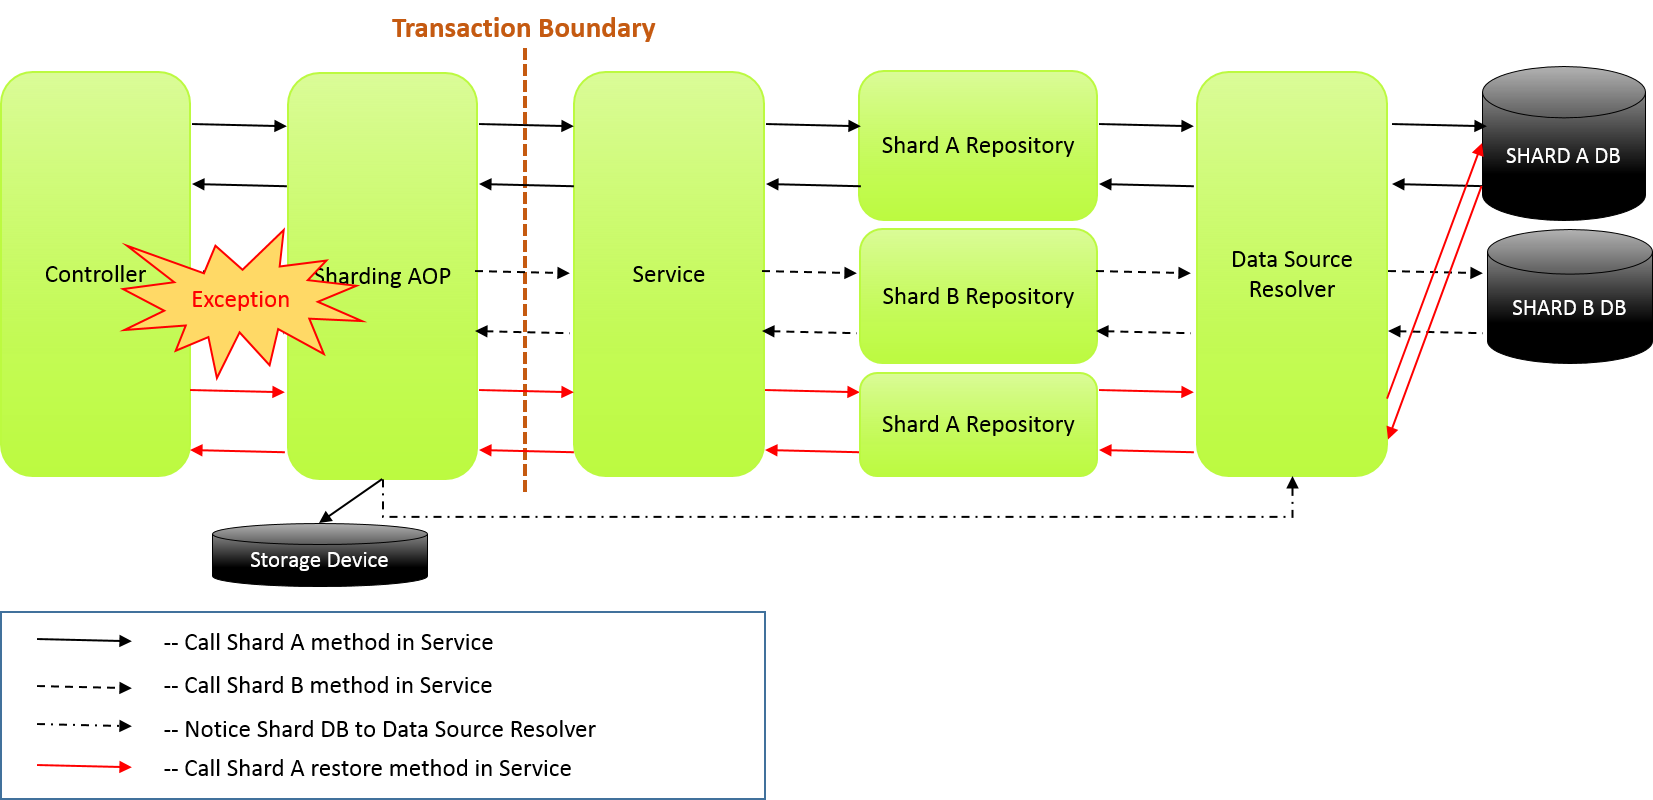 Transaction Boundary
Controller
Exception
Sharding AOP
Service
Shard A Repository
Shard B Repository
Shard A Repository
Data Source
Resolver
SHARD A DB
SHARD B DB
Storage Device
-- Call Shard A method in Service
-- Call Shard B method in Service
-- Notice Shard DB to Data Source Resolver
-- Call Shard A restore method in Service